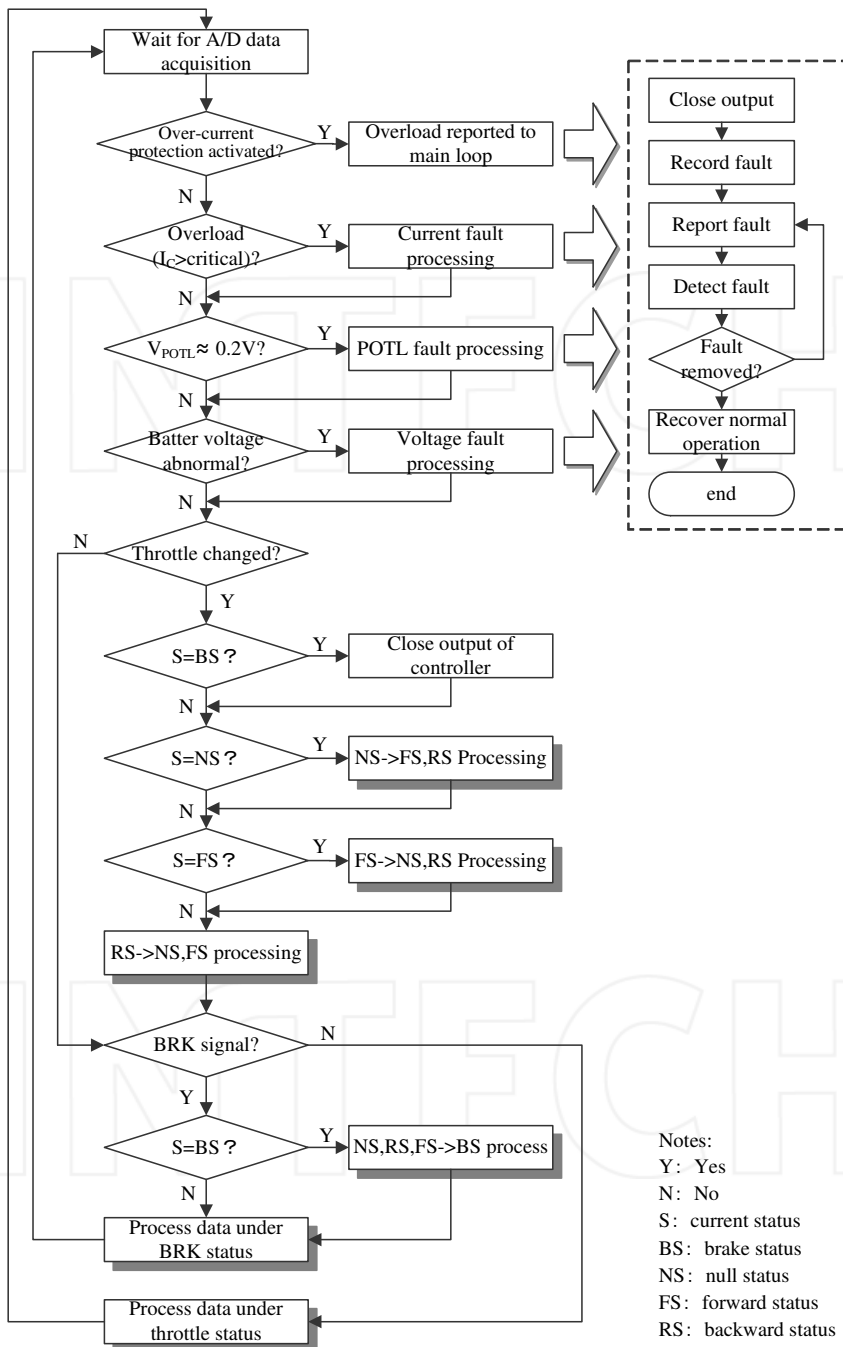 Wait for A/D data
acquisition
Over-current
protection activated?
Y
Overload reported to
main loop
N
Overload
(I_C>critical)?
Y
Current fault
processing
N
V_POTL≈ 0.2V?
Y
POTL fault processing
N
Batter voltage
abnormal?
Y
Voltage fault
processing
N
Throttle changed?
N
Y
S=BS?
Y
Close output of
controller
N
S=NS?
Y
NS->FS,RS Processing
N
S=FS?
Y
FS->NS,RS Processing
N
RS->NS,FS processing
BRK signal?
N
Y
S=BS?
Y
NS,RS,FS->BS process
N
Process data under
BRK status
Process data under
throttle status
Close output
Record fault
Report fault
Detect fault
Fault
removed?
Recover normal
operation
end
Notes:
Y: Yes
N: No
S: current status
BS: brake status
NS: null status
FS: forward status
RS: backward status
INTECH
INTECH